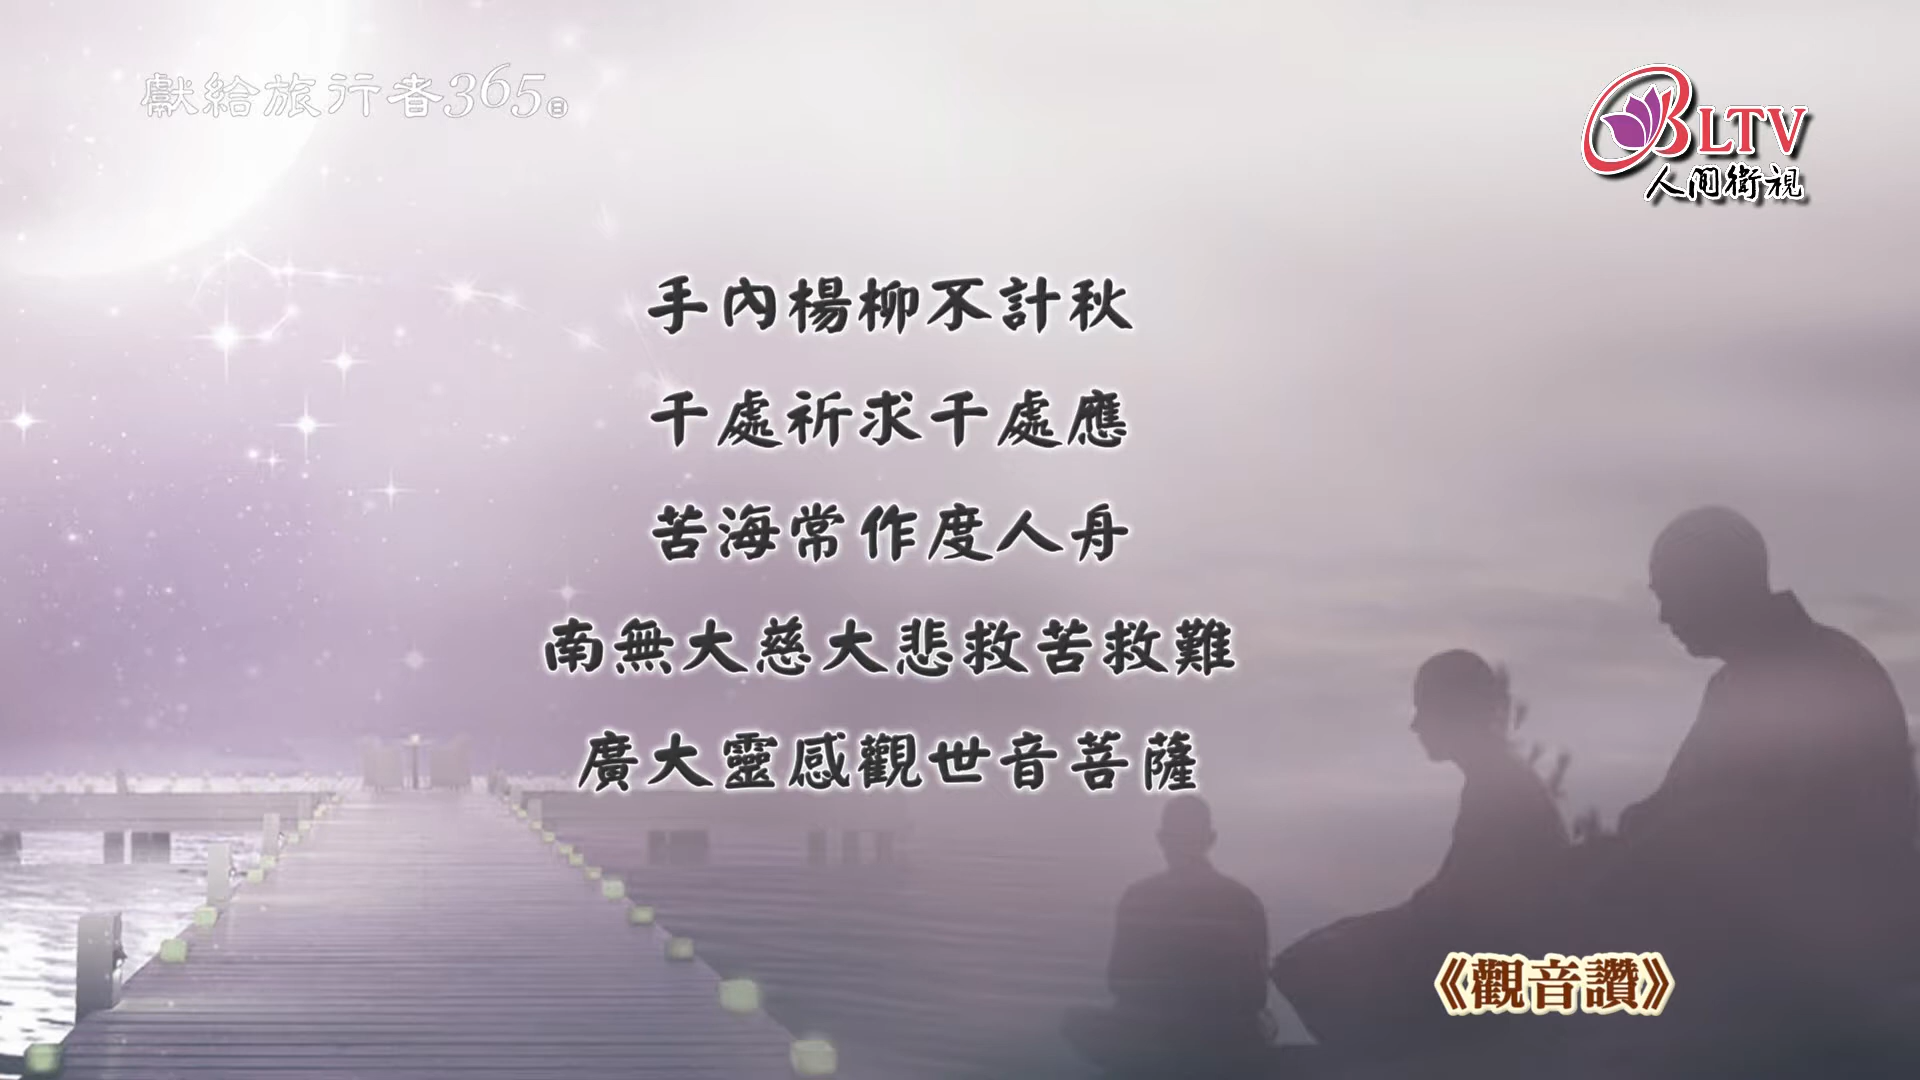 獻給旅行者365日
BLTV
人間衛視
手內楊柳不計秋
千處祈求千處應
苦海常作度人舟
南無大慈大悲救苦救難
廣大靈感觀世音菩薩
《觀音讚》